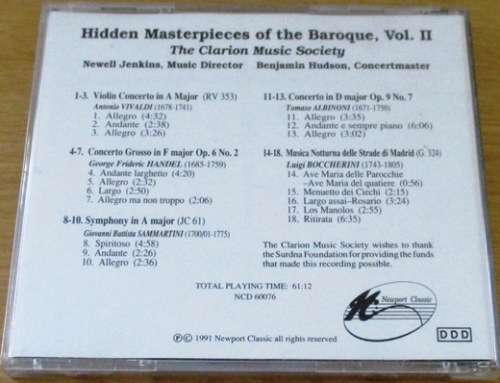 Hidden Masterpieces of the Baroque, Vol. II
The Clarion Music Society
Newell Jenkins, Music Director Benjamin Hudson, Concertmaster
1-3. Violin Concerto in A Major (RV 353)
Antonio VIVALDI (1678-1741)
1. Allegro (4:32)
2. Andante (2:38)
3. Allegro (3:26)
4-7. Concerto Grosso in F major Op. 6 No. 2
George Frideric HANDEL (1685-1759)
4. Andante larghetto (4:20)
5. Allegro (2:32)
6. Largo (2:50)
7. Allegro ma non troppo (2:06)
8-10. Symphony in A major (JC 61)
Giovanni Battista SAMMARTINI (1700/01-1775)
8. Spiritoso (4:58)
9. Andante (2:26)
10. Allegro (2:36)
11-13. Concerto in D major Op. 9 No. 7
Tomaso ALBINONI (1671-1750)
11. Allegro (3:35)
12. Andante e sempre piano (6:06)
13. Allegro (3:02)
14-18. Musica Notturna delle Strade di Madrid (G. 324)
Luigi BOCCHERINI (1743-1805)
14. Ave Maria delle Parocchie
–Ave Maria del quatiere (0:56)
15. Menuetto dei Ciechi (2:15)
16. Largo assai–Rosario (3:24)
17. Los Manolos (2:55)
18. Ritirata (6:35)
The Clarion Music Society wishes to thank
the Surdna Foundation for providing the funds
that made this recording possible.
TOTAL PLAYING TIME: 61:12
NCD 60076
Newport Classic
DDD
Ⓟ© 1991 Newport Classic all rights reserved